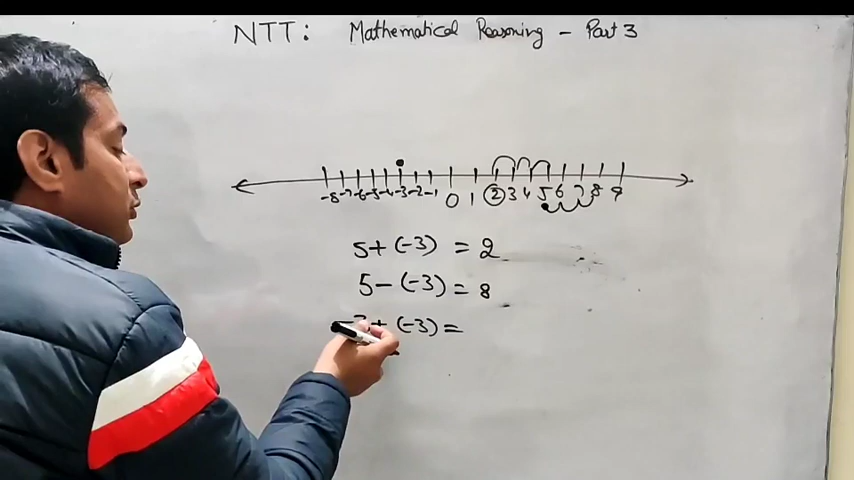 NTT: Mathematical Reasoning - Part 3
-8 -7 -6 -5 -4 -3 -2 -1 0 1 2 3 4 5 6 7 8 9
5+ (-3) = 2
5- (-3) = 8
+ (-3) =